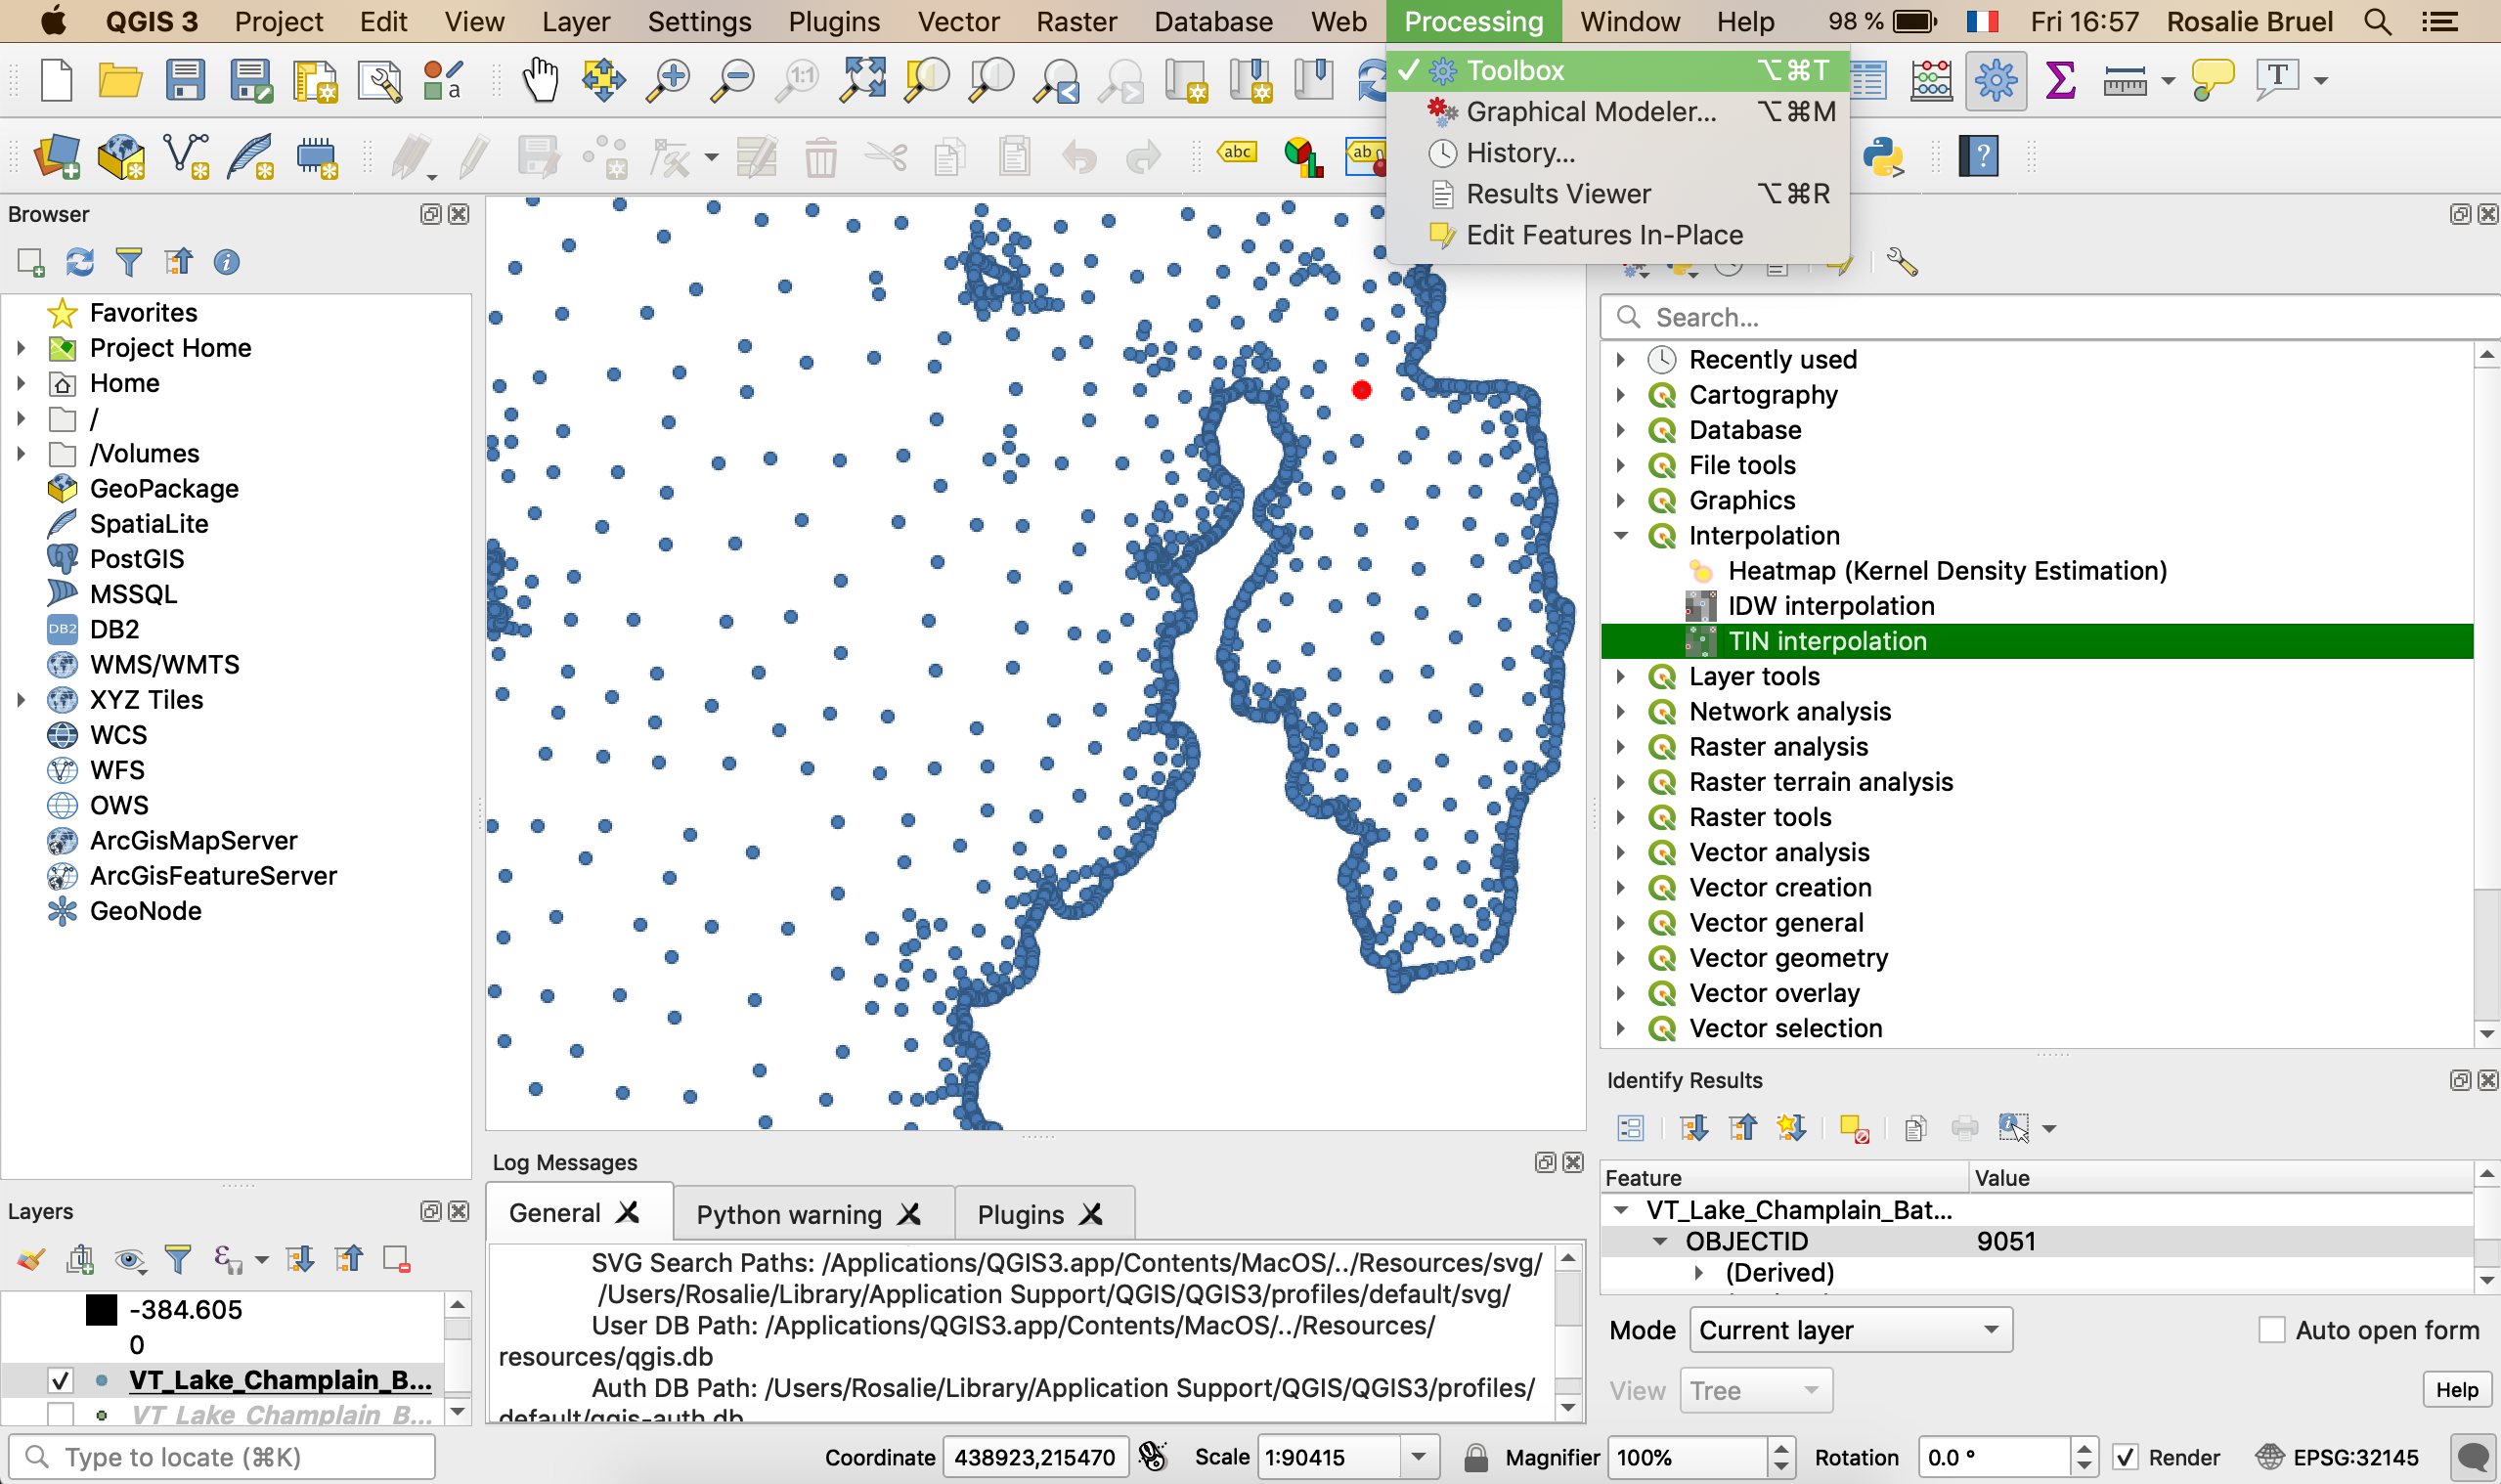 QGIS 3 Project Edit View Layer Settings Plugins Vector Raster Database Web Processing Window Help 98 % Fri 16:57 Rosalie Bruel
Toolbox ⌥⌘T
Graphical Modeler... ⌥⌘M
History...
Results Viewer ⌥⌘R
Edit Features In-Place
1:1
a
T
abc
ab
?
Browser
Favorites
Project Home
Home
/
/Volumes
GeoPackage
SpatiaLite
PostGIS
MSSQL
DB2 DB2
WMS/WMTS
XYZ Tiles
WCS
WFS
OWS
ArcGisMapServer
ArcGisFeatureServer
GeoNode
Search...
Recently used
Cartography
Database
File tools
Graphics
Interpolation
Heatmap (Kernel Density Estimation)
IDW interpolation
TIN interpolation
Layer tools
Network analysis
Raster analysis
Raster terrain analysis
Raster tools
Vector analysis
Vector creation
Vector general
Vector geometry
Vector overlay
Vector selection
Identify Results
Feature Value
VT_Lake_Champlain_Bat...
OBJECTID 9051
(Derived)
Mode Current layer Auto open form
View Tree Help
Layers
-384.605
0
VT_Lake_Champlain_B...
VT_Lake_Champlain_B...
Log Messages
General Python warning Plugins
SVG Search Paths: /Applications/QGIS3.app/Contents/MacOS/../Resources/svg/
/Users/Rosalie/Library/Application Support/QGIS/QGIS3/profiles/default/svg/
User DB Path: /Applications/QGIS3.app/Contents/MacOS/../Resources/
resources/qgis.db
Auth DB Path: /Users/Rosalie/Library/Application Support/QGIS/QGIS3/profiles/
default/qgis-auth.db
Type to locate (⌘K) Coordinate 438923,215470 Scale 1:90415 Magnifier 100% Rotation 0.0 ° Render EPSG:32145